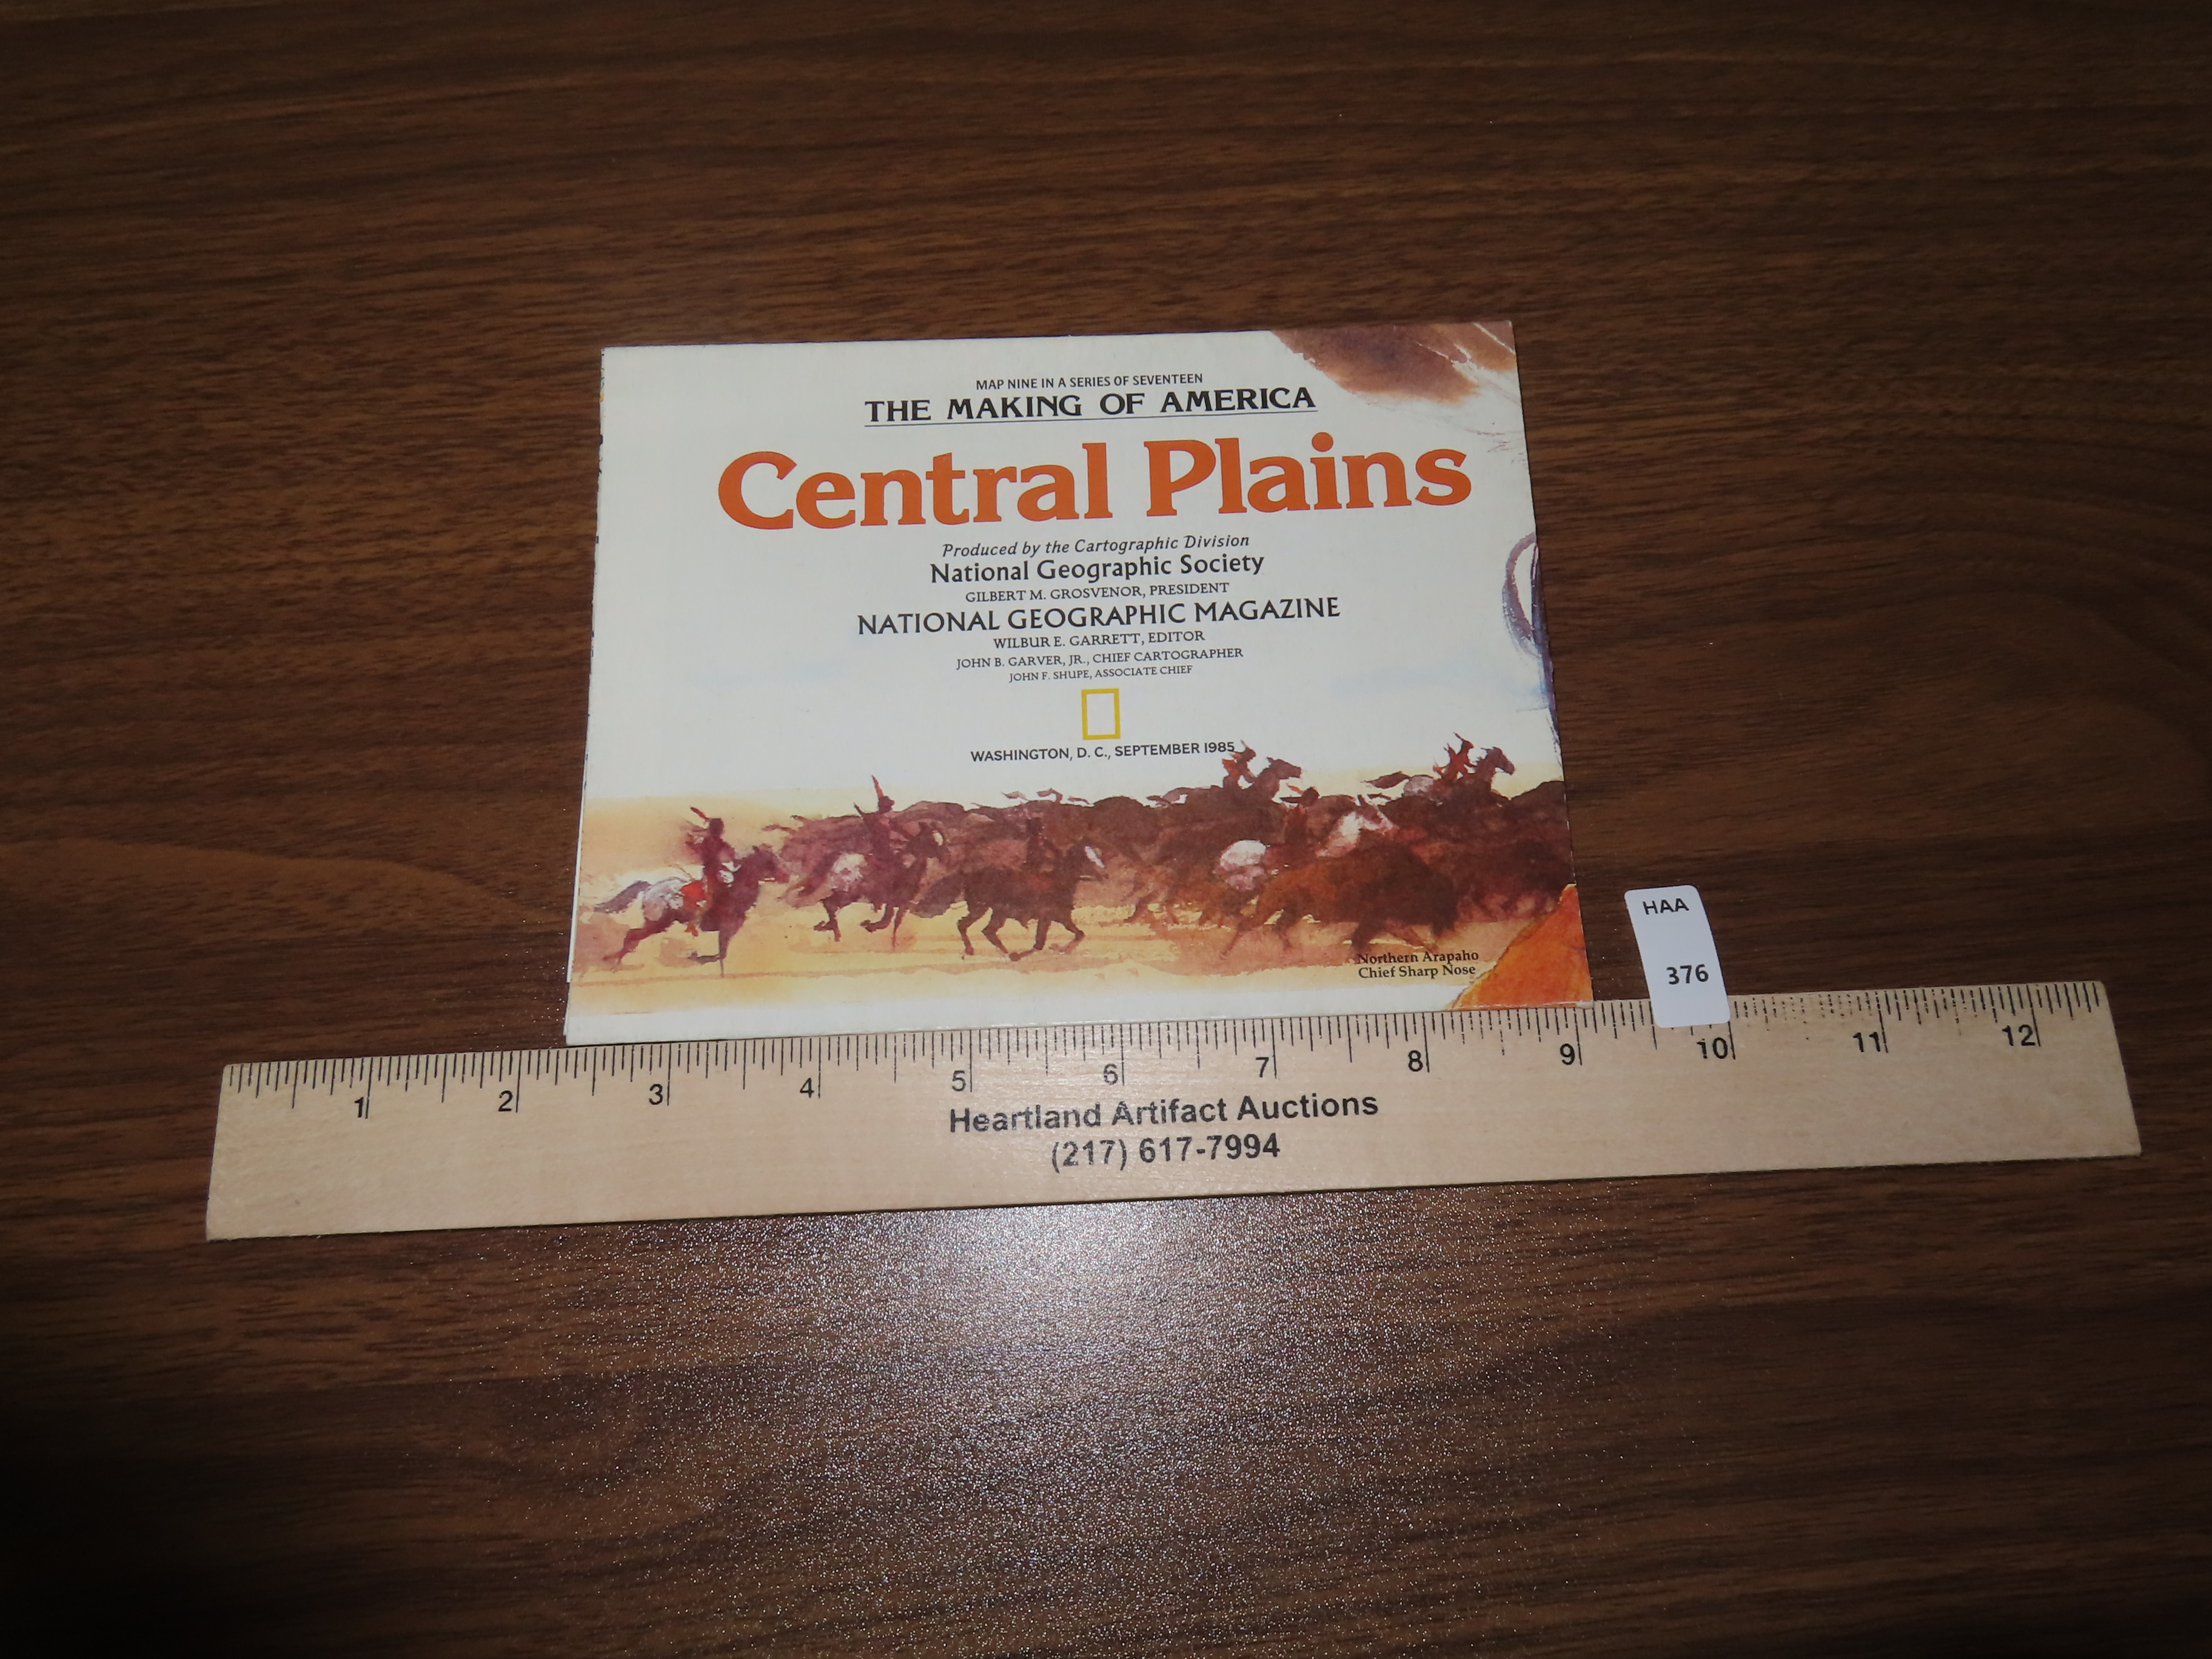 MAP NINE IN A SERIES OF SEVENTEEN
THE MAKING OF AMERICA
Central Plains
Produced by the Cartographic Division
National Geographic Society
GILBERT M. GROSVENOR, PRESIDENT
NATIONAL GEOGRAPHIC MAGAZINE
WILBUR E. GARRETT, EDITOR
JOHN B. GARVER, JR., CHIEF CARTOGRAPHER
JOHN F. SHUPE, ASSOCIATE CHIEF
WASHINGTON, D. C., SEPTEMBER 1985
Northern Arapaho
Chief Sharp Nose
HAA
376
1 2 3 4 5 6 7 8 9 10 11 12
Heartland Artifact Auctions
(217) 617-7994